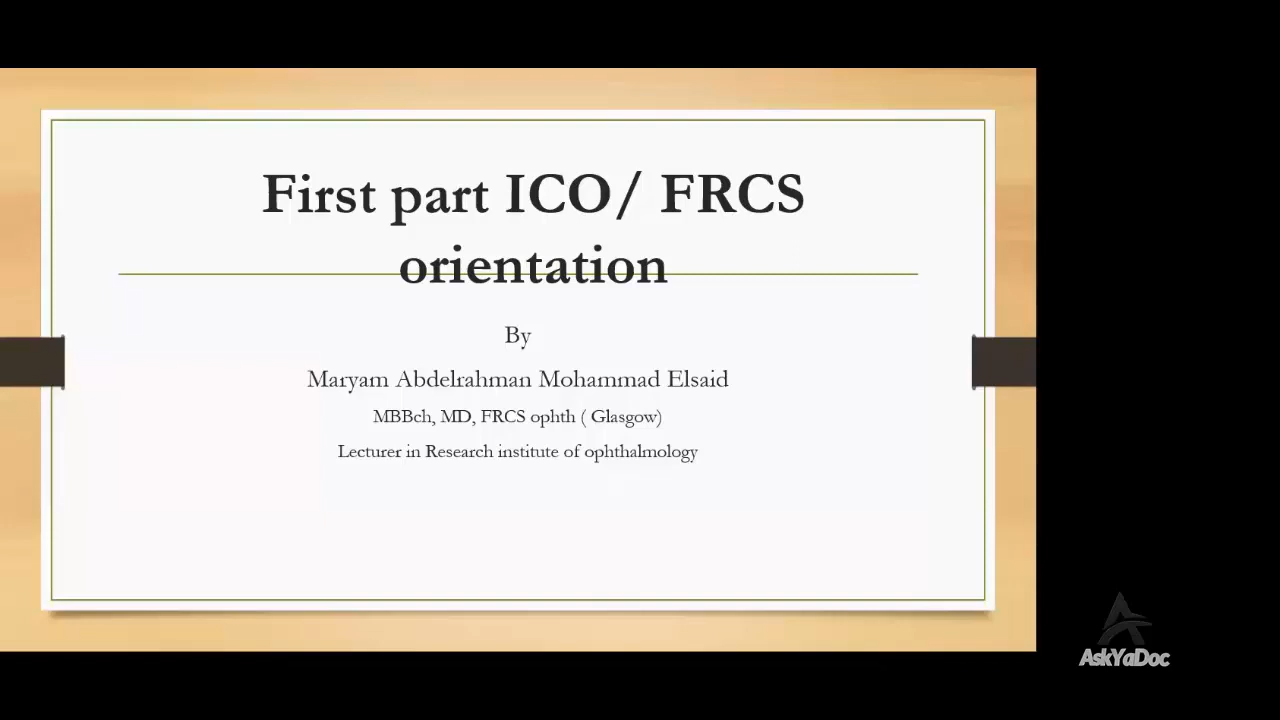 First part ICO/ FRCS
orientation
By
Maryam Abdelrahman Mohammad Elsaid
MBBch, MD, FRCS ophth ( Glasgow)
Lecturer in Research institute of ophthalmology
AskYaDoc